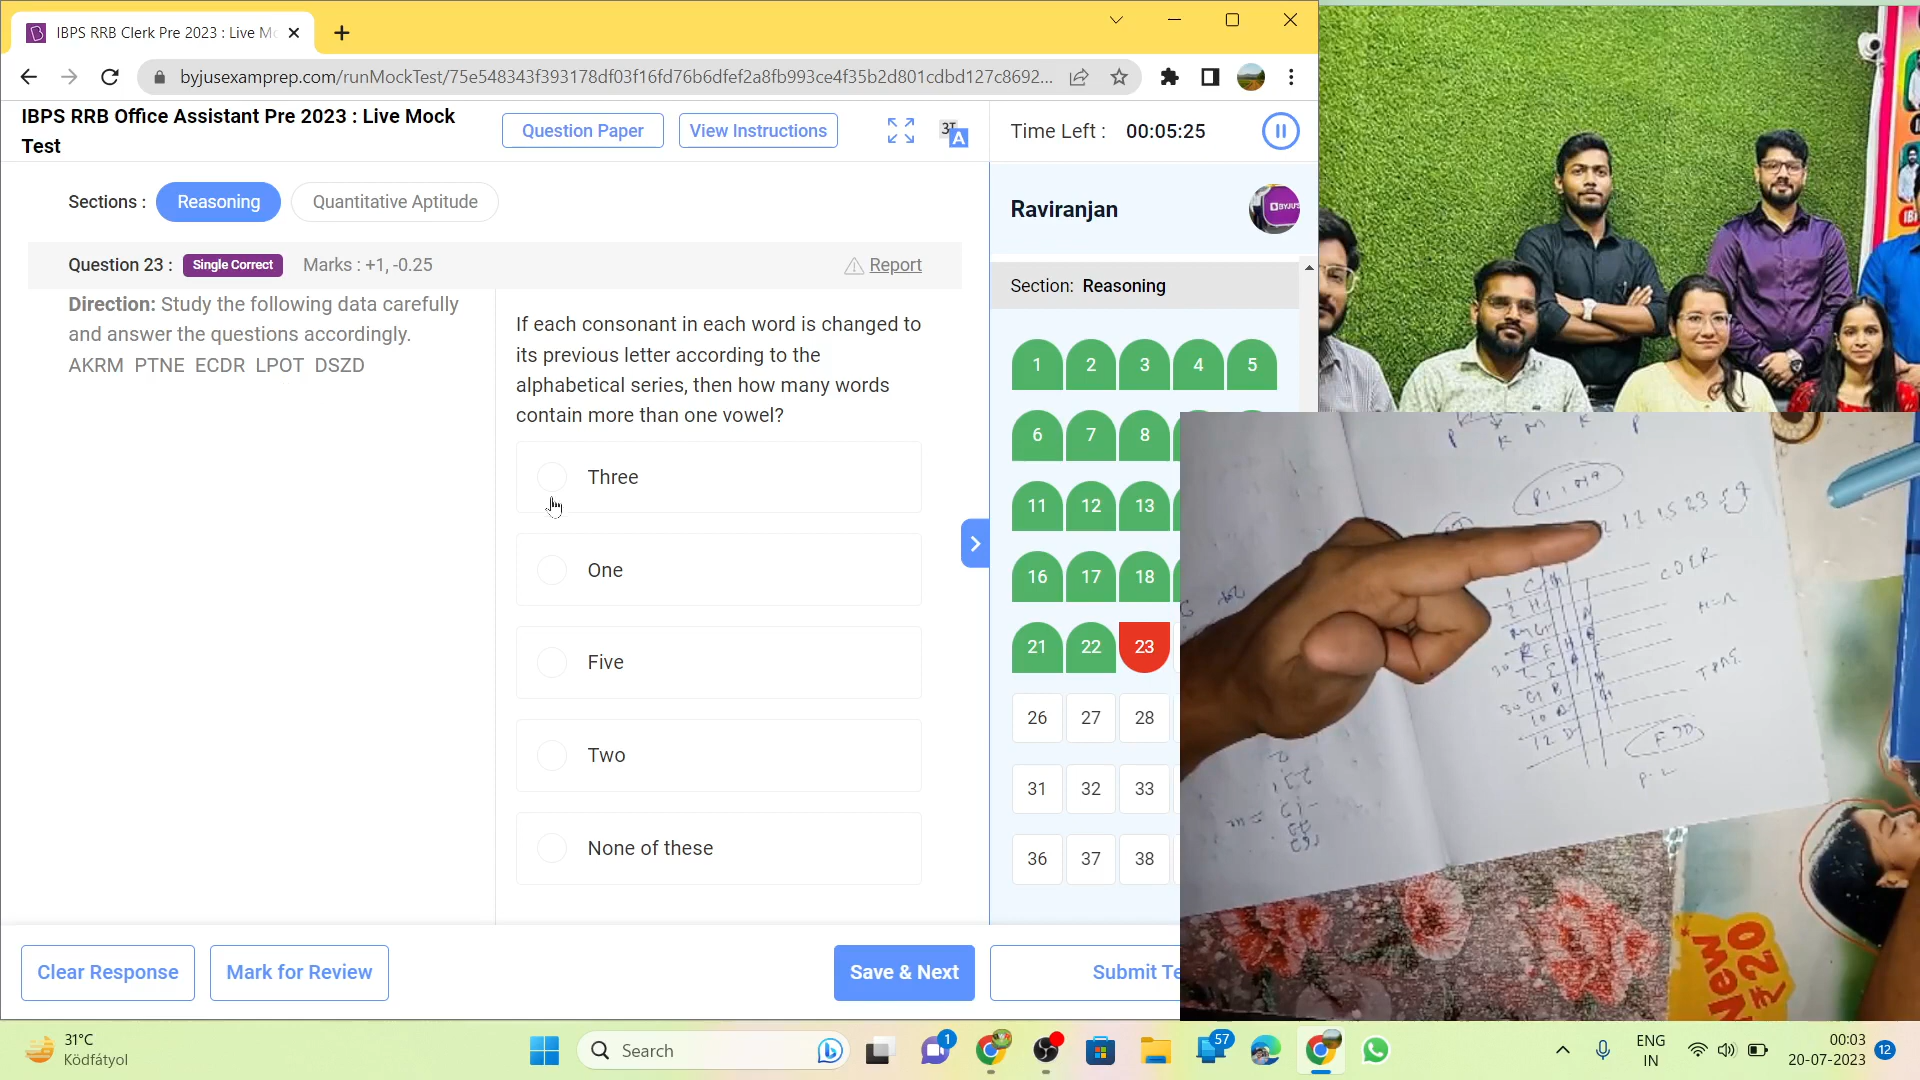 IBPS RRB Clerk Pre 2023 : Live Mo
byjusexamprep.com/runMockTest/75e548343f393178df03f16fd76b6dfef2a8fb993ce4f35b2d801cdbd127c8692...
IBPS RRB Office Assistant Pre 2023 : Live Mock
Test
Question Paper
View Instructions
Time Left : 00:05:25
Sections : Reasoning Quantitative Aptitude
Raviranjan
Question 23 : Single Correct Marks : +1, -0.25
Report
Section: Reasoning
Direction: Study the following data carefully
and answer the questions accordingly.
AKRM PTNE ECDR LPOT DSZD
If each consonant in each word is changed to
its previous letter according to the
alphabetical series, then how many words
contain more than one vowel?
Three
One
Five
Two
None of these
1 2 3 4 5
6 7 8
11 12 13
16 17 18
21 22 23
26 27 28
31 32 33
36 37 38
Clear Response
Mark for Review
Save & Next
Submit Te
New
₹20
31°C
Ködfátyol
Search
1
57
ENG
IN
00:03
20-07-2023
12